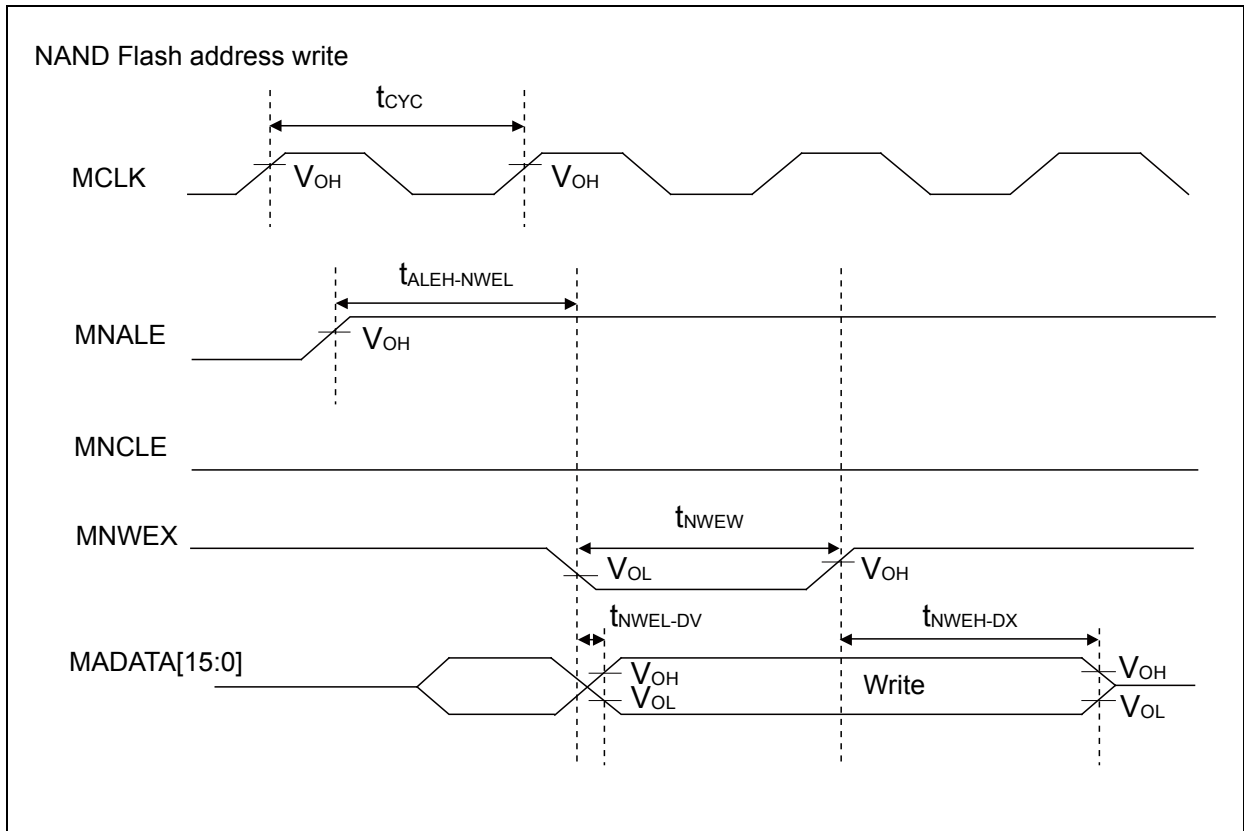 NAND Flash address write
tCYC
MCLK
VOH
VOH
tALEH-NWEL
MNALE
VOH
MNCLE
tNWEW
MNWEX
VOL
VOH
tNWEL-DV
tNWEH-DX
MADATA[15:0]
VOH
VOL
Write
VOH
VOL